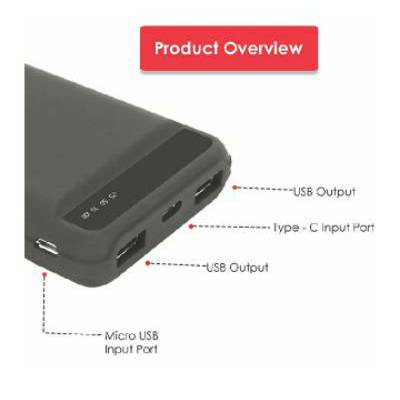 Product Overview
USB Output
Type - C Input Port
USB Output
Micro USB
Input Port